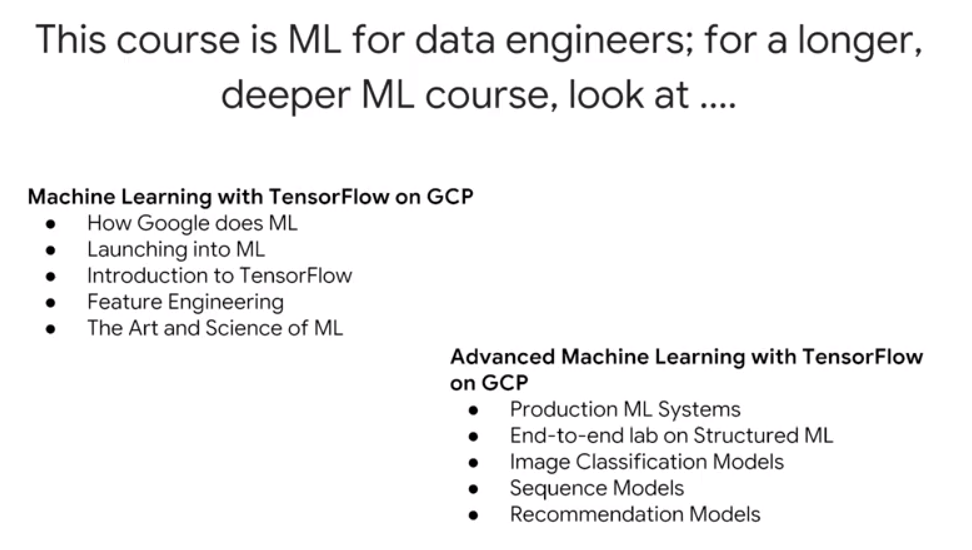 This course is ML for data engineers; for a longer,
deeper ML course, look at ....
Machine Learning with TensorFlow on GCP
● How Google does ML
● Launching into ML
● Introduction to TensorFlow
● Feature Engineering
● The Art and Science of ML
Advanced Machine Learning with TensorFlow
on GCP
● Production ML Systems
● End-to-end lab on Structured ML
● Image Classification Models
● Sequence Models
● Recommendation Models